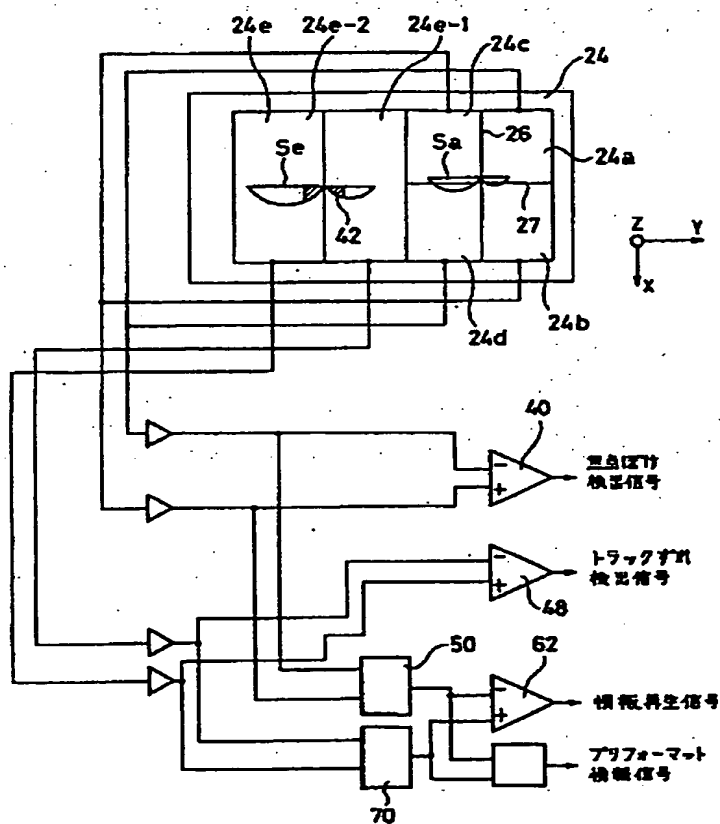 24e
24e-2
24e-1
24c
24
26
Sa
24a
Se
42
27
Z
Y
X
24d
24b
40
-
+
焦点ぼけ
検出信号
-
+
トラックずれ
検出信号
48
50
62
-
+
情報再生信号
プリフォーマット
情報信号
70